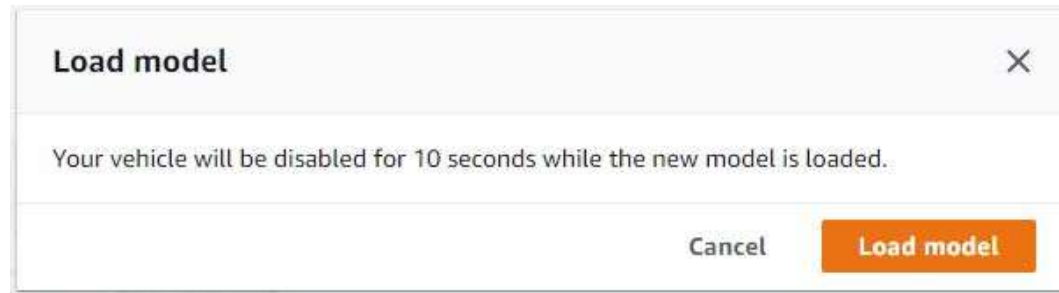 Load model
Your vehicle will be disabled for 10 seconds while the new model is loaded.
Cancel
Load model